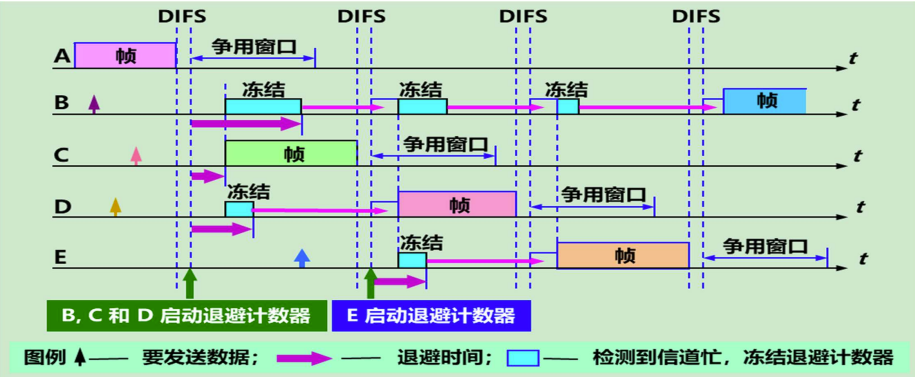 DIFS DIFS DIFS DIFS
A 帧 争用窗口 t
B 冻结 冻结 冻结 帧 t
C 帧 争用窗口 t
D 冻结 帧 争用窗口 t
E 冻结 帧 争用窗口 t
B, C 和 D 启动退避计数器 E 启动退避计数器
图例 要发送数据; 退避时间; 检测到信道忙，冻结退避计数器